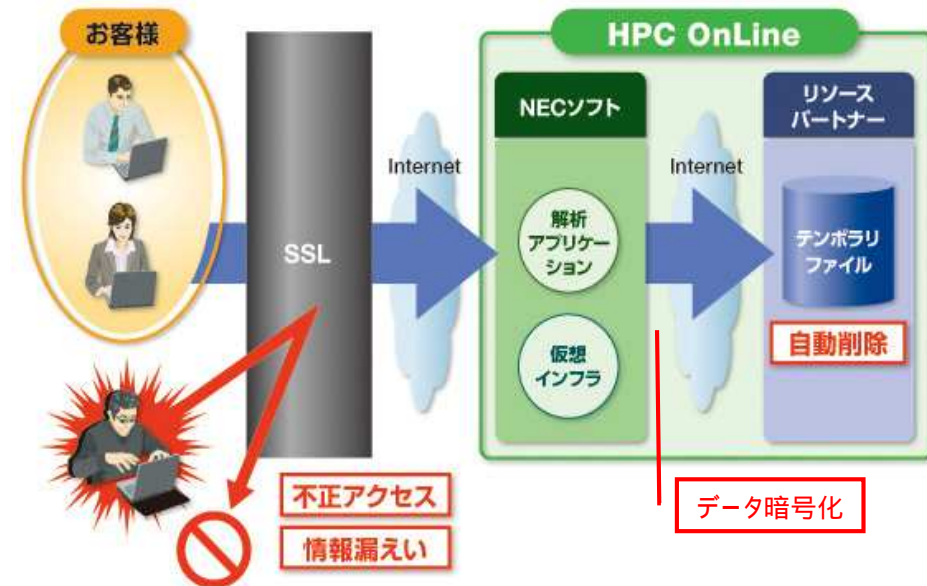 お客様
HPC OnLine
NECソフト
リソース
パートナー
Internet
Internet
SSL
解析
アプリケー
ション
テンポラリ
ファイル
自動削除
仮想
インフラ
不正アクセス
情報漏えい
データ暗号化